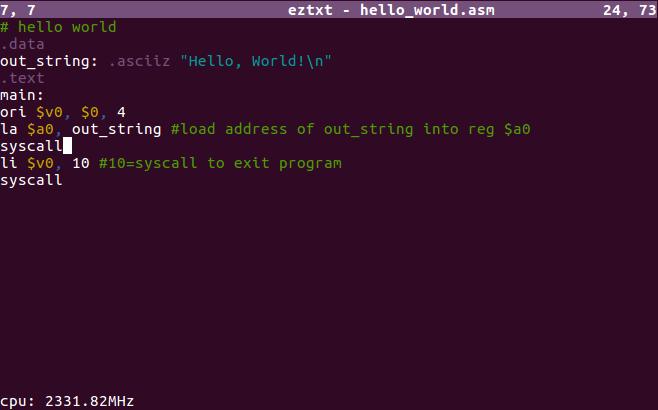 7, 7 eztxt - hello_world.asm 24, 73
# hello world
.data
out_string: .asciiz "Hello, World!\n"
.text
main:
ori $v0, $0, 4
la $a0, out_string #load address of out_string into reg $a0
syscall
li $v0, 10 #10=syscall to exit program
syscall
cpu: 2331.82MHz